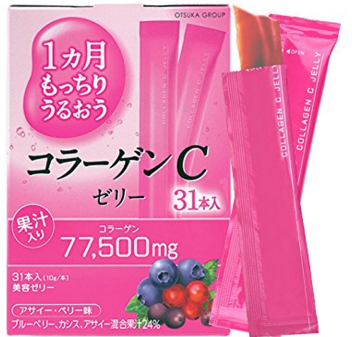 OTSUKA GROUP
1ヵ月
もっちり
うるおう
COLLAGEN C JELLY
コラーゲンC
ゼリー
31本入
果汁
入り
コラーゲン
77,500mg
31本入(10g/本)
美容ゼリー
アサイー・ベリー味
ブルーベリー、カシス、アサイー混合果汁24%
OPEN
COLLAGEN C JELLY
COLLAGEN C JELLY